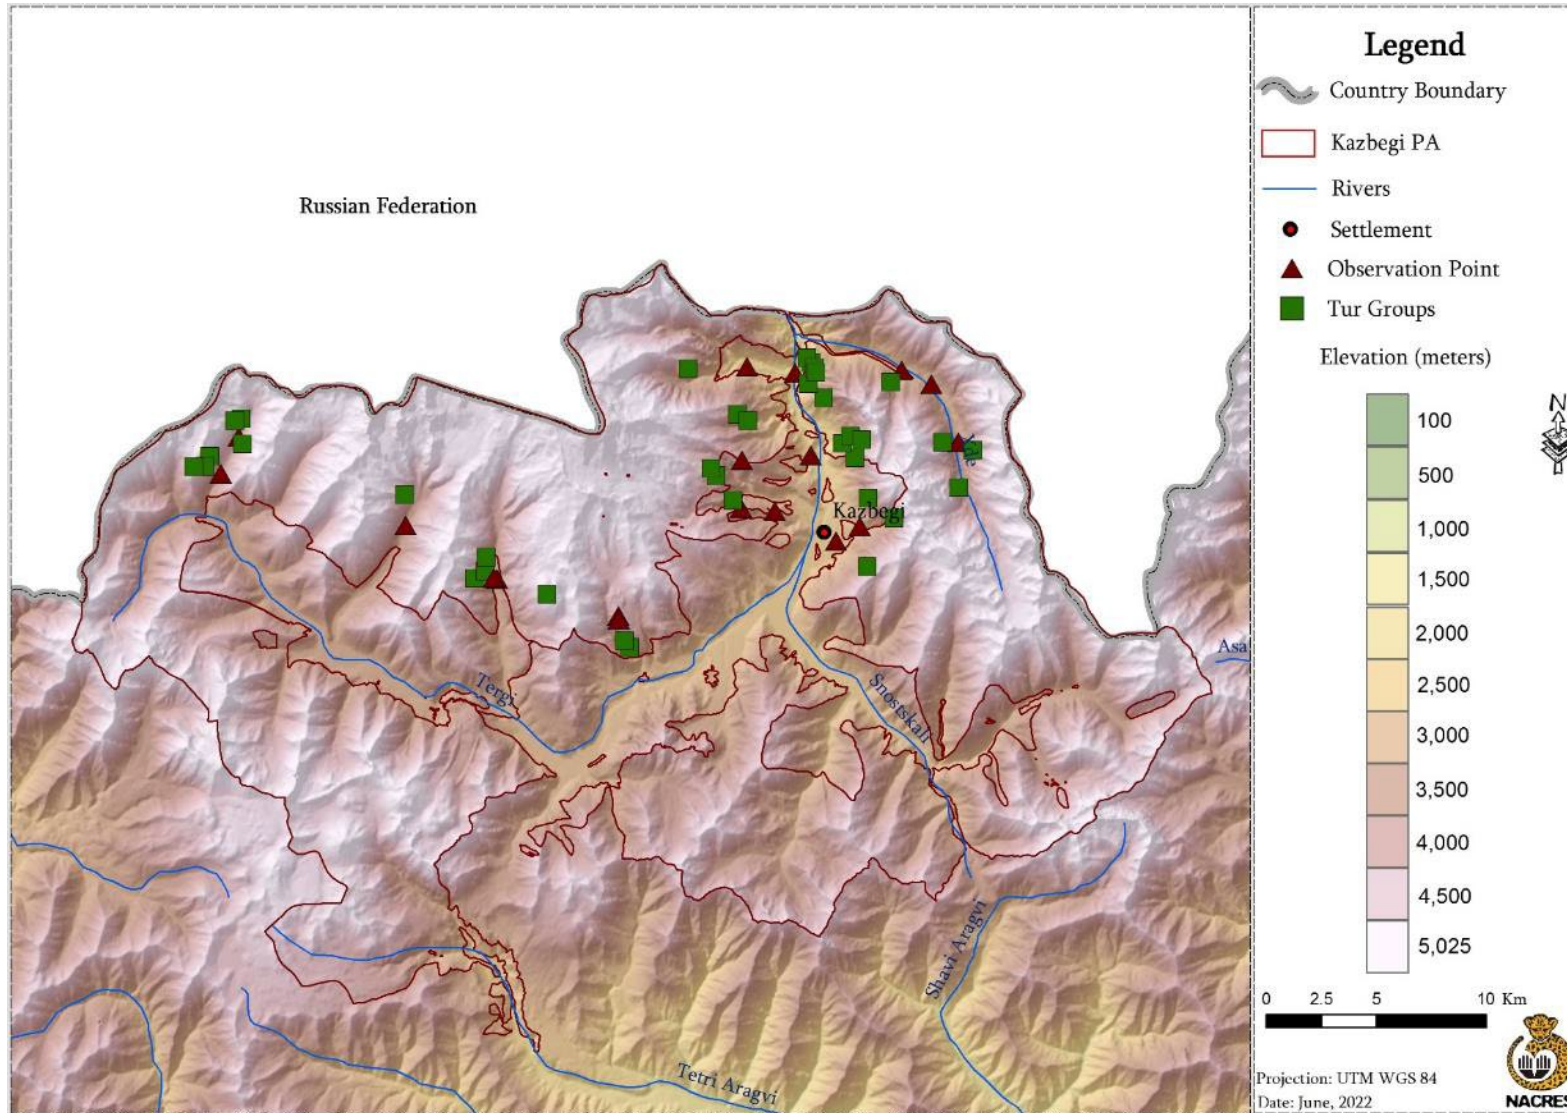 Russian Federation
Kazbegi
Tergi
Snostskali
Asa
Shavi Aragvi
Tetri Aragvi
Legend
Country Boundary
Kazbegi PA
Rivers
Settlement
Observation Point
Tur Groups
Elevation (meters)
100
500
1,000
1,500
2,000
2,500
3,000
3,500
4,000
4,500
5,025
N
0 2.5 5 10 Km
Projection: UTM WGS 84
Date: June, 2022
NACRES